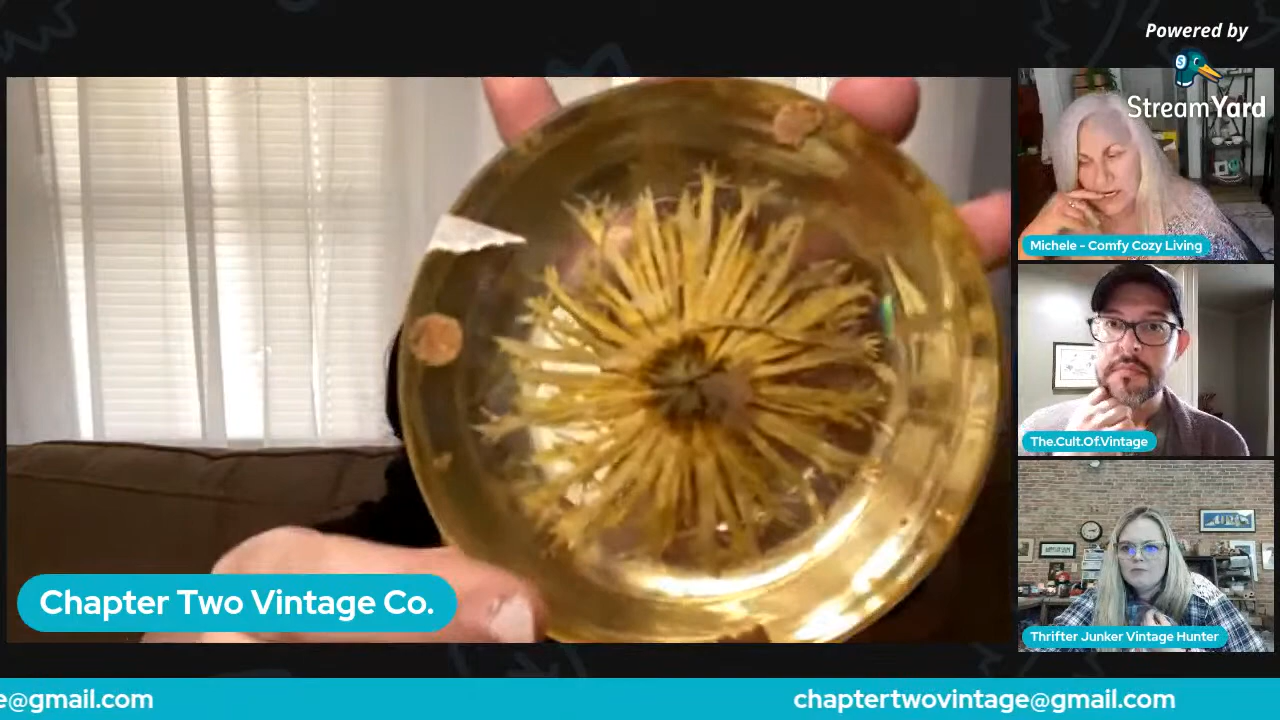 Powered by
StreamYard
Michele - Comfy Cozy Living
The.Cult.Of.Vintage
Chapter Two Vintage Co.
Thrifter Junker Vintage Hunter
e@gmail.com
chaptertwovintage@gmail.com